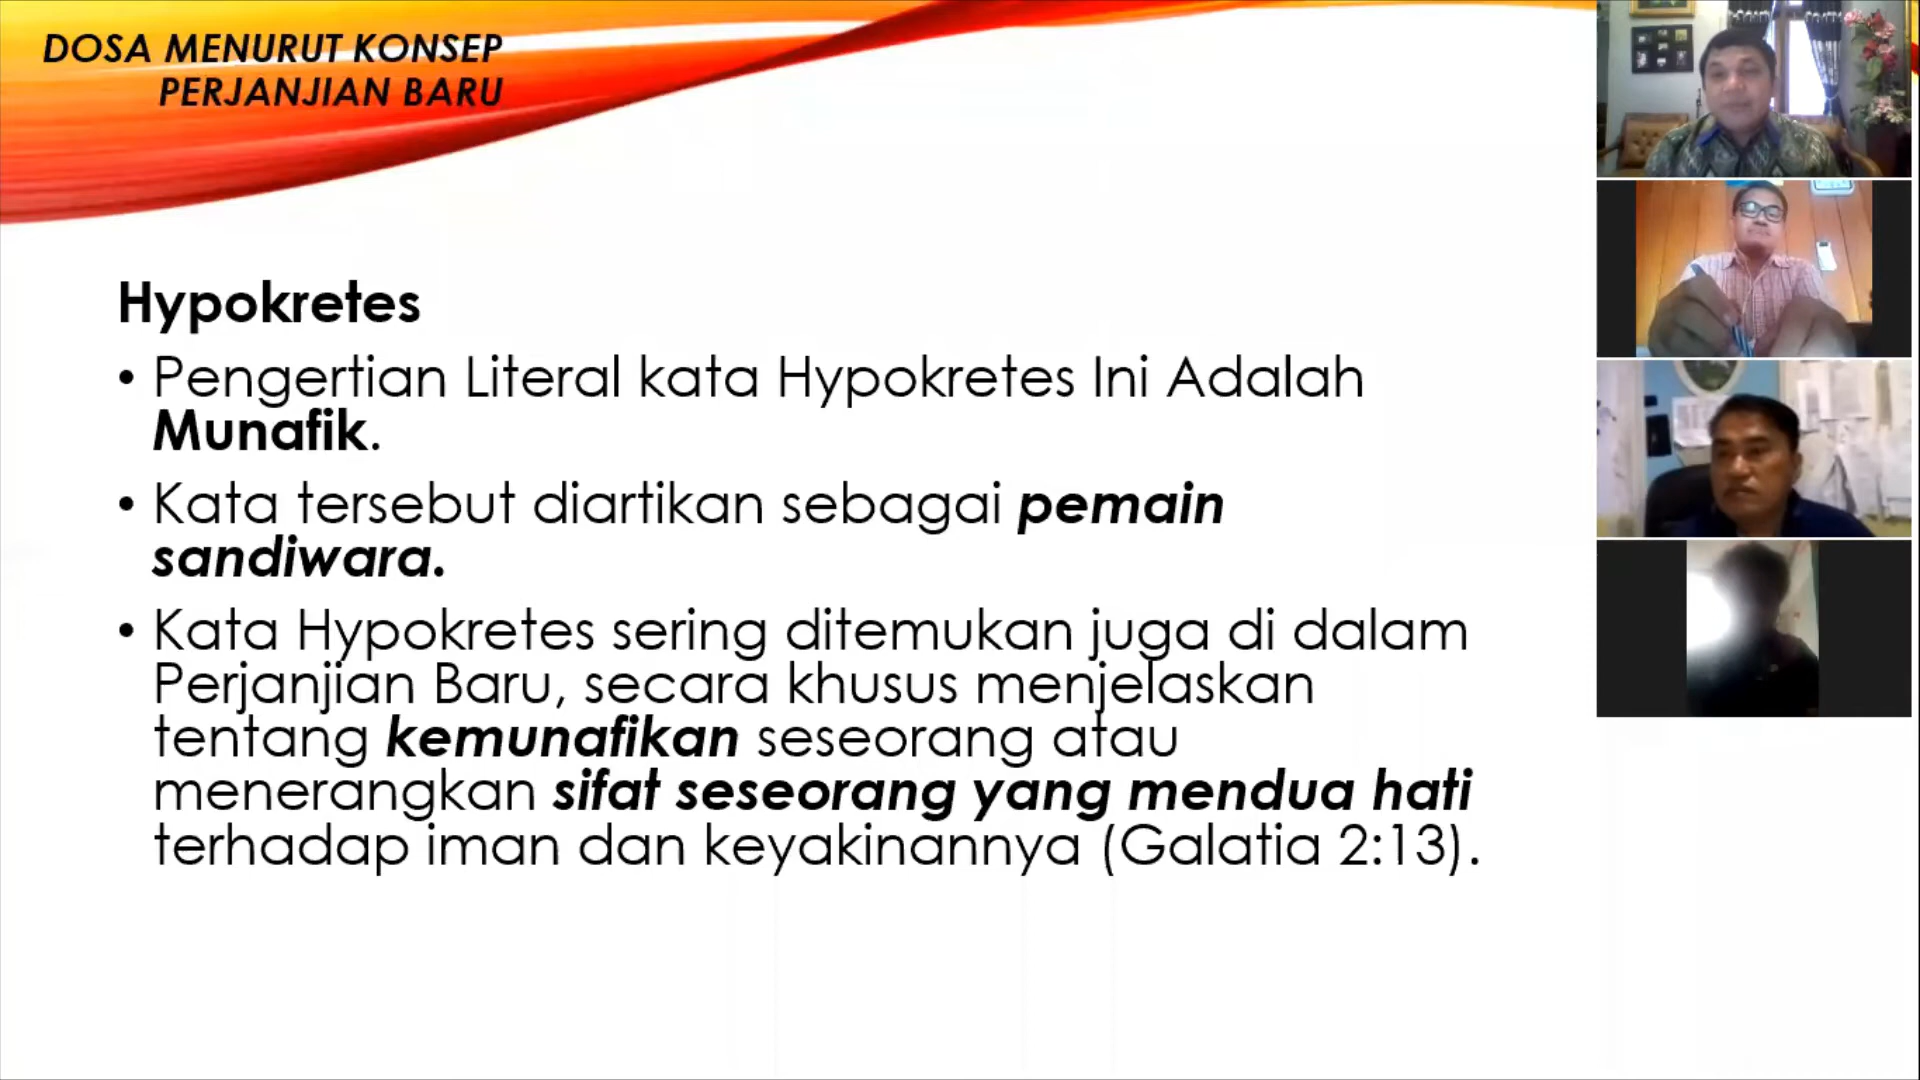 DOSA MENURUT KONSEP
PERJANJIAN BARU
Hypokretes
• Pengertian Literal kata Hypokretes Ini Adalah
Munafik.
• Kata tersebut diartikan sebagai pemain
sandiwara.
• Kata Hypokretes sering ditemukan juga di dalam
Perjanjian Baru, secara khusus menjelaskan
tentang kemunafikan seseorang atau
menerangkan sifat seseorang yang mendua hati
terhadap iman dan keyakinannya (Galatia 2:13).